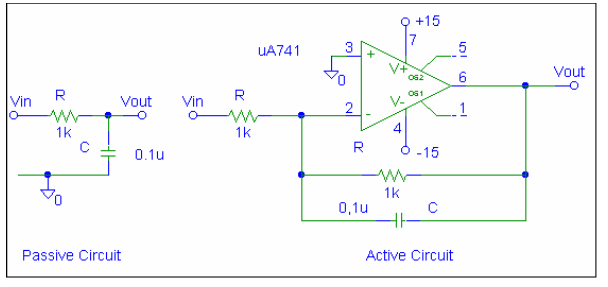 +15
uA741
3
+
7
5
V+
OS2
0
6
Vout
Vin
R
Vout
Vin
R
OS1
1k
1k
2
-
V-
1
4
C
0.1u
R
-15
1k
0
0,1u
C
Passive Circuit
Active Circuit